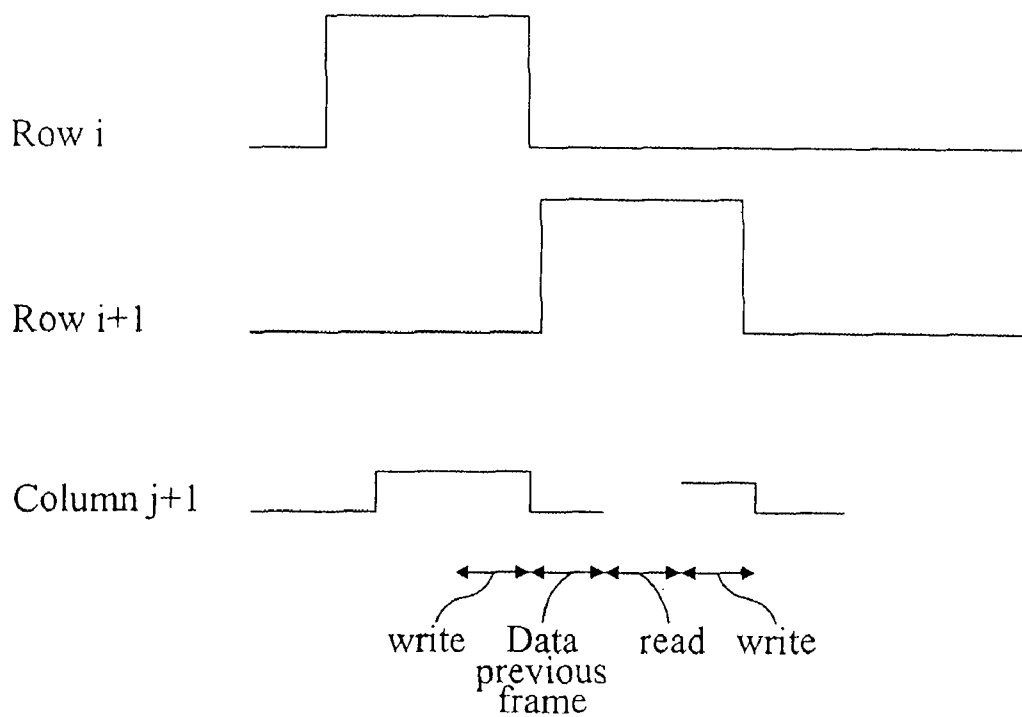 Row i
Row i+1
Column j+1
write Data read write
previous
frame